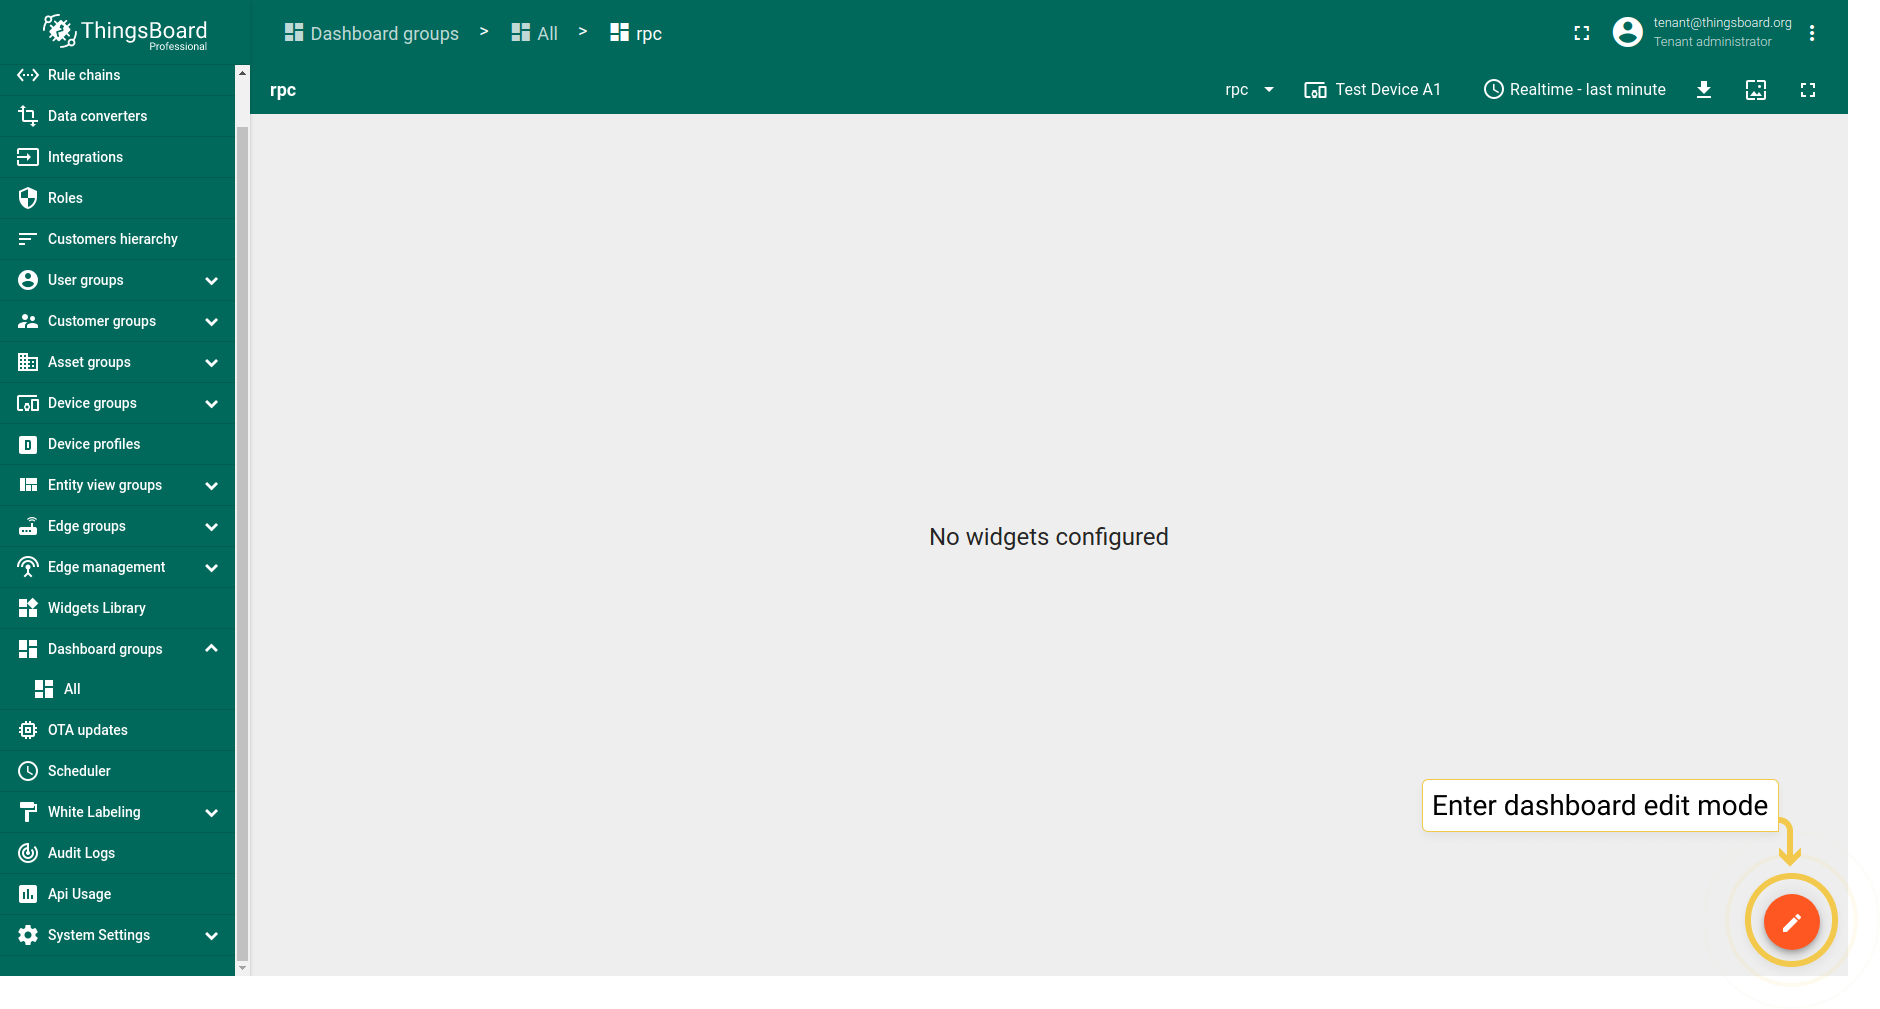 ThingsBoard
Professional
Dashboard groups > All > rpc
tenant@thingsboard.org
Tenant administrator
rpc
rpc
Test Device A1
Realtime - last minute
Rule chains
Data converters
Integrations
Roles
Customers hierarchy
User groups
Customer groups
Asset groups
Device groups
Device profiles
Entity view groups
Edge groups
Edge management
Widgets Library
Dashboard groups
All
OTA updates
Scheduler
White Labeling
Audit Logs
Api Usage
System Settings
No widgets configured
Enter dashboard edit mode